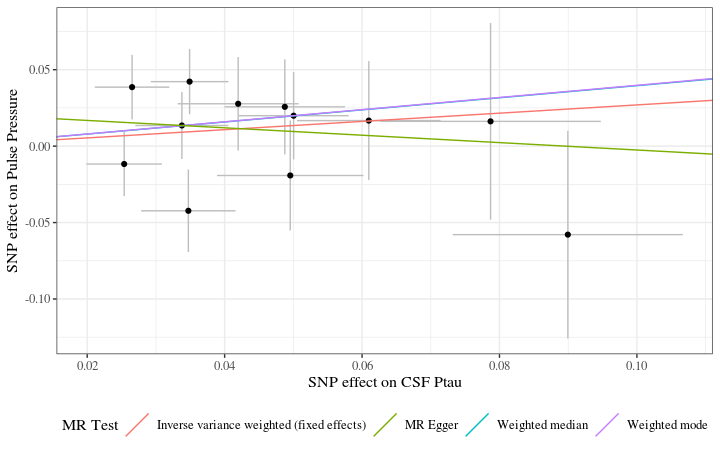 SNP effect on Pulse Pressure
0.05
0.00
-0.05
-0.10
0.02 0.04 0.06 0.08 0.10
SNP effect on CSF Ptau
MR Test Inverse variance weighted (fixed effects) MR Egger Weighted median Weighted mode